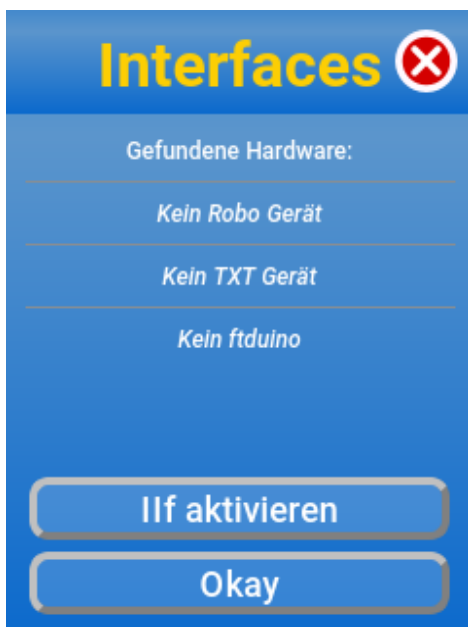 Interfaces
Gefundene Hardware:
Kein Robo Gerät
Kein TXT Gerät
Kein ftduino
IIf aktivieren
Okay